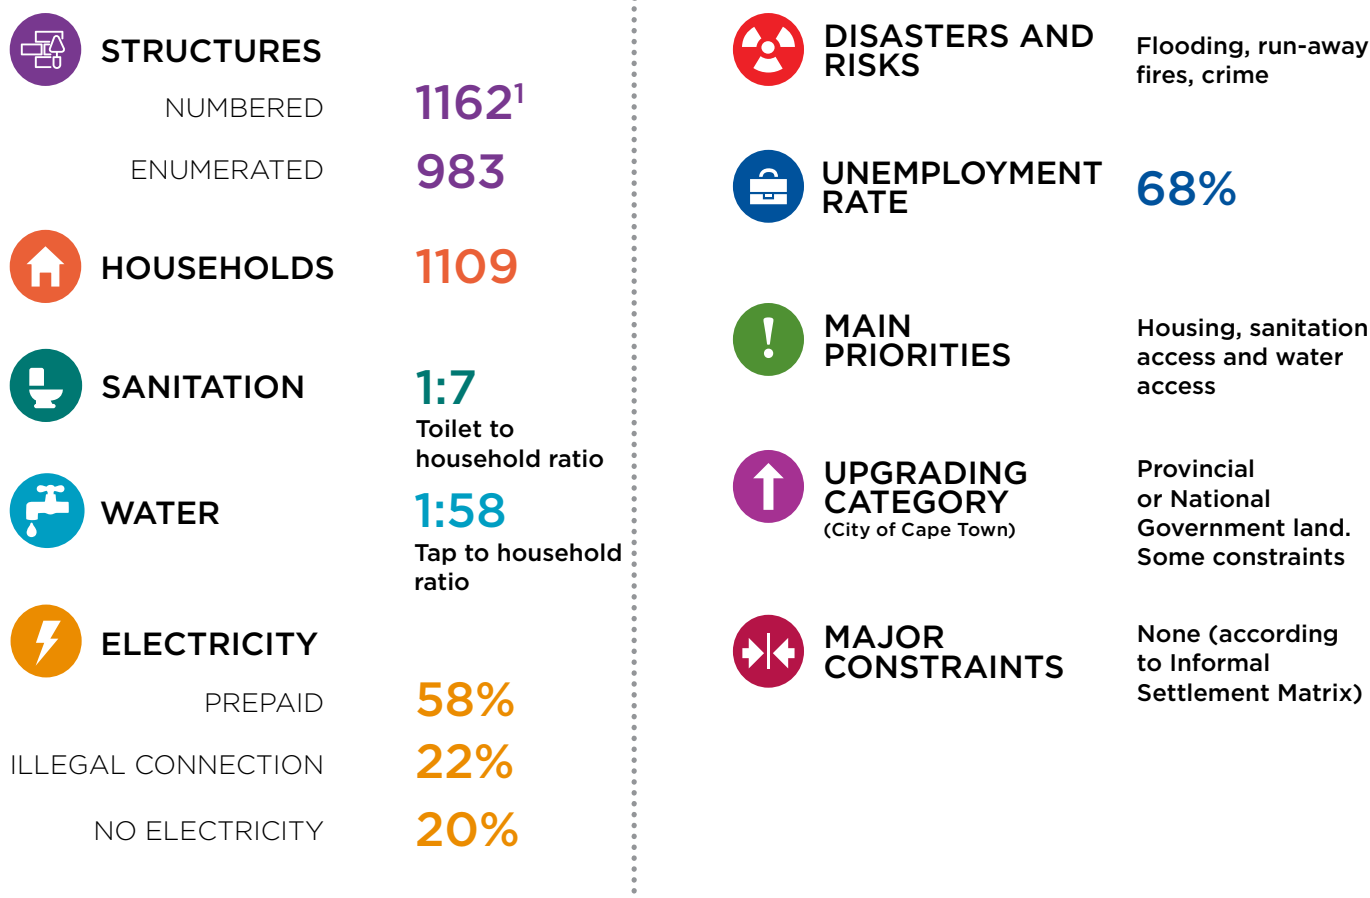 STRUCTURES
NUMBERED
1162¹
ENUMERATED
983
HOUSEHOLDS
1109
SANITATION
1:7
Toilet to
household ratio
WATER
1:58
Tap to household
ratio
ELECTRICITY
PREPAID
58%
ILLEGAL CONNECTION
22%
NO ELECTRICITY
20%
DISASTERS AND
RISKS
Flooding, run-away
fires, crime
UNEMPLOYMENT
RATE
68%
MAIN
PRIORITIES
Housing, sanitation
access and water
access
UPGRADING
CATEGORY
(City of Cape Town)
Provincial
or National
Government land.
Some constraints
MAJOR
CONSTRAINTS
None (according
to Informal
Settlement Matrix)